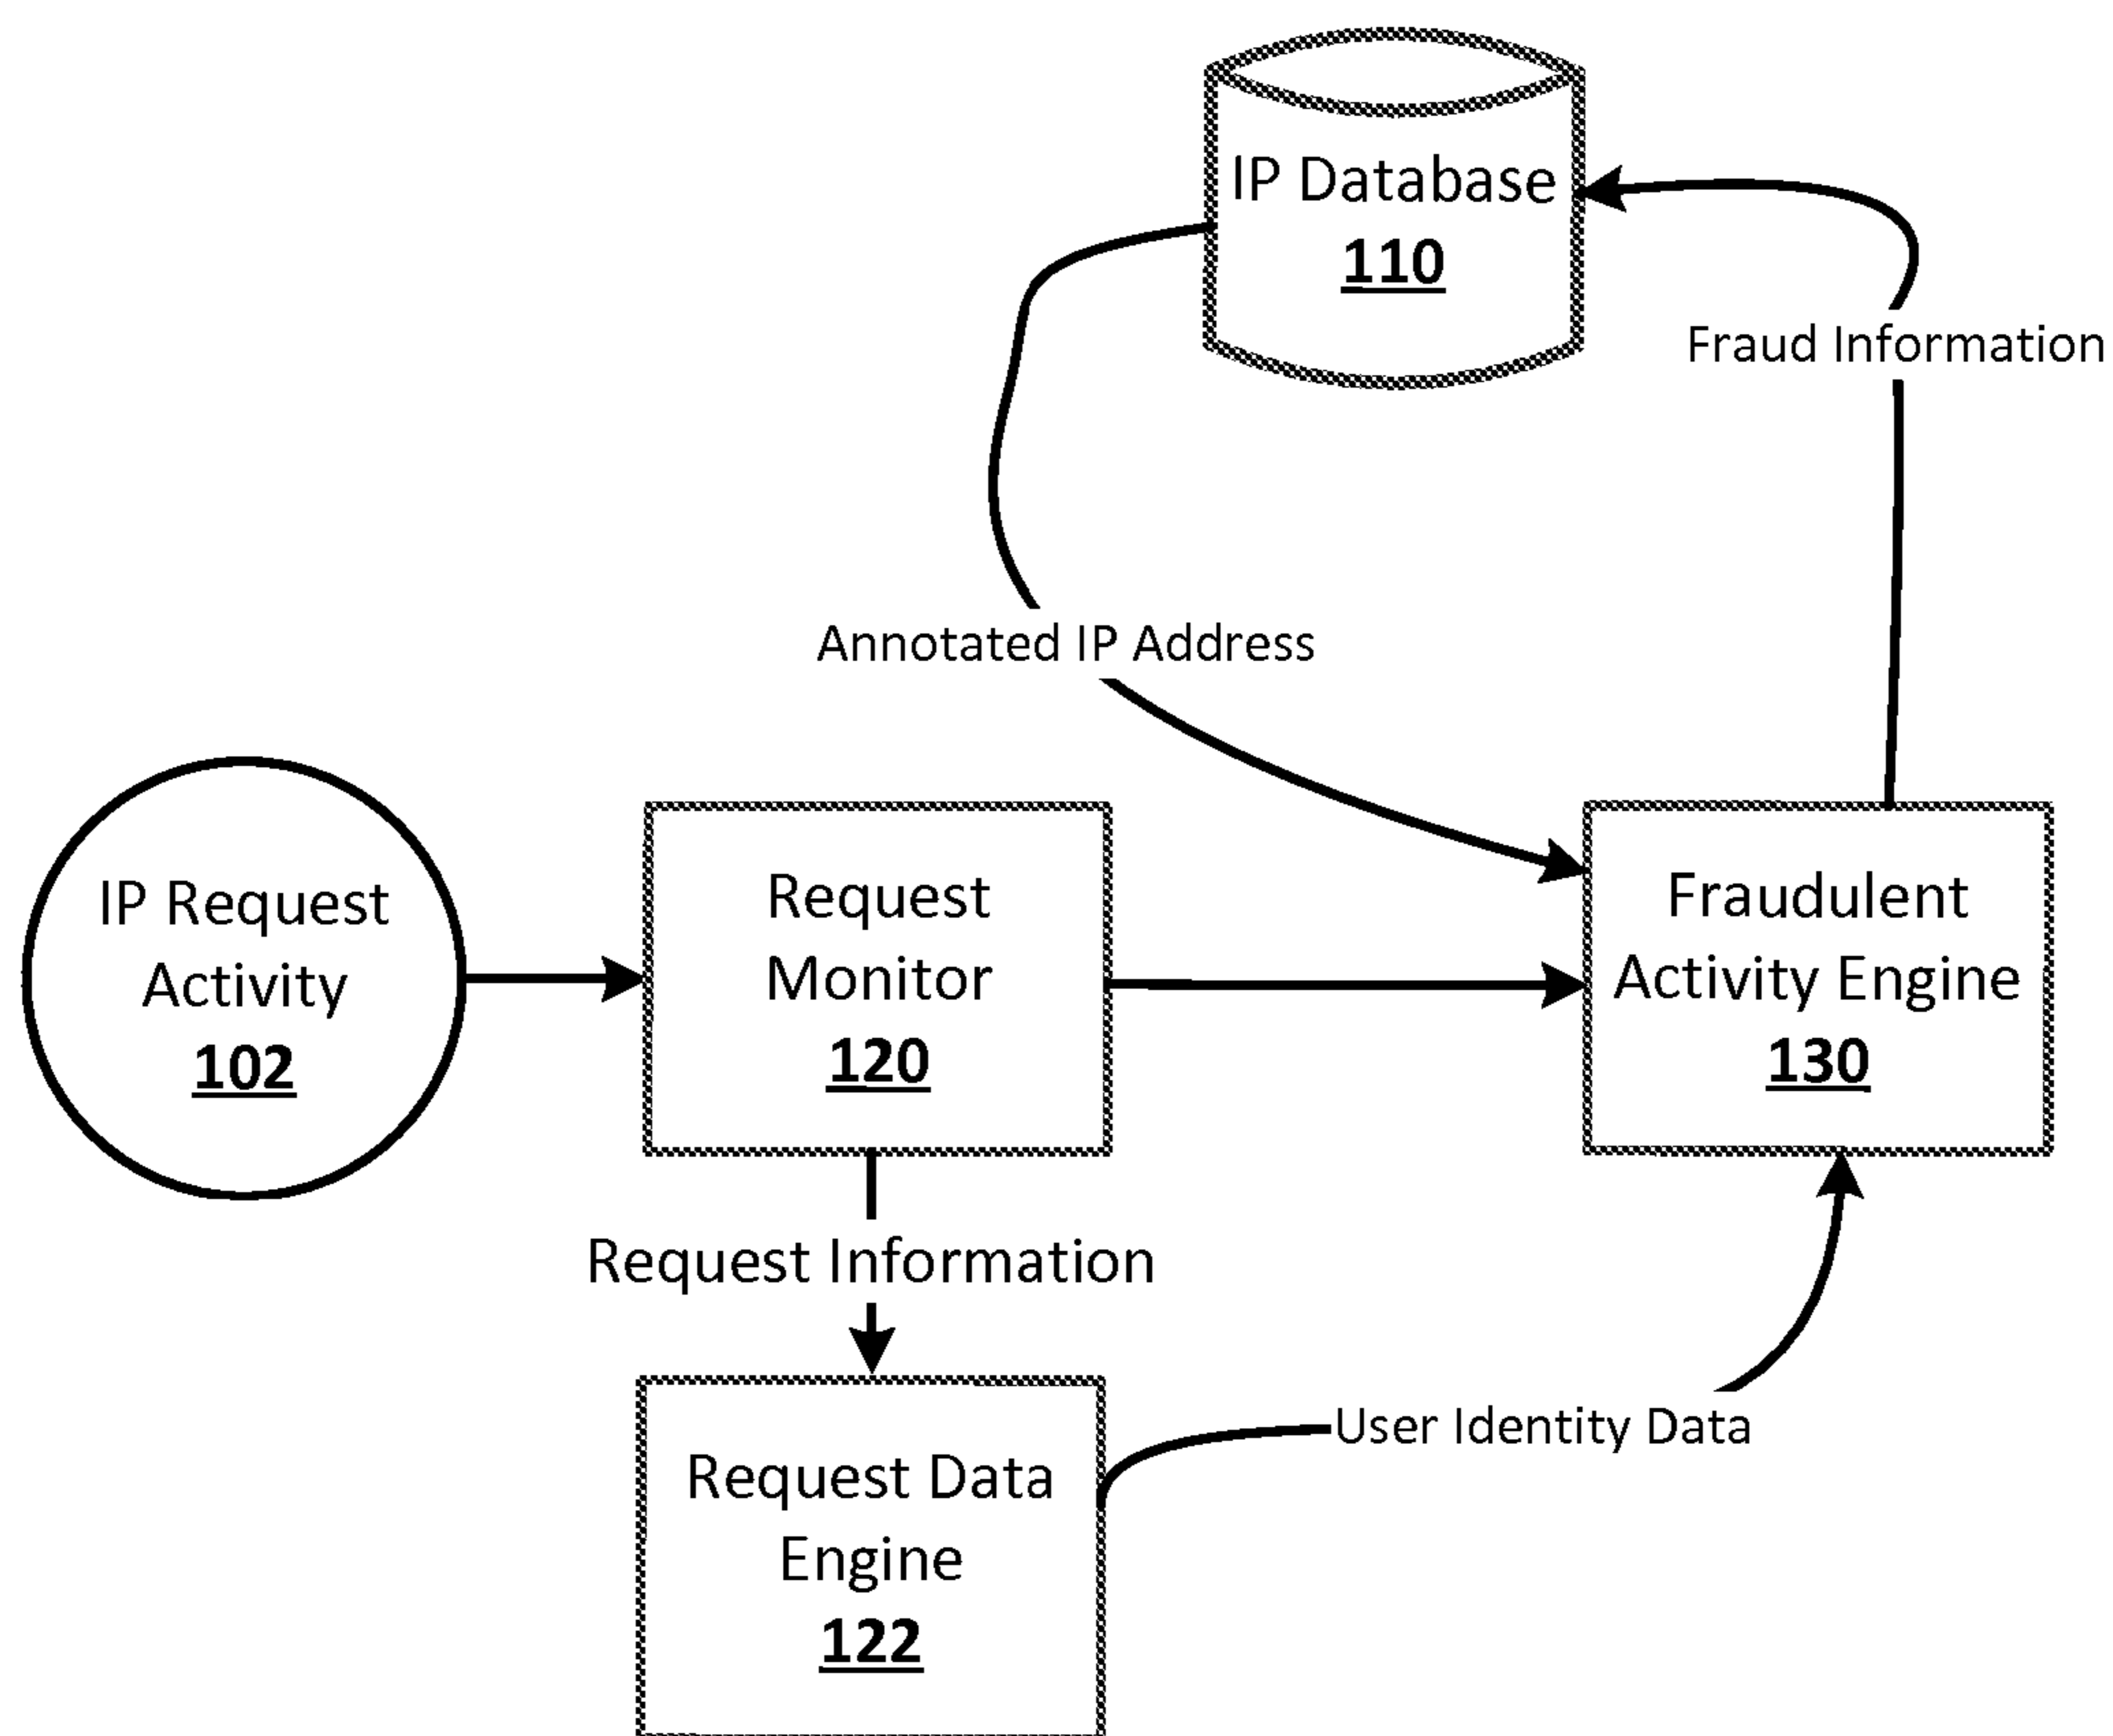 IP Database
110
Fraud Information
Annotated IP Address
IP Request
Activity
102
Request
Monitor
120
Fraudulent
Activity Engine
130
Request Information
User Identity Data
Request Data
Engine
122